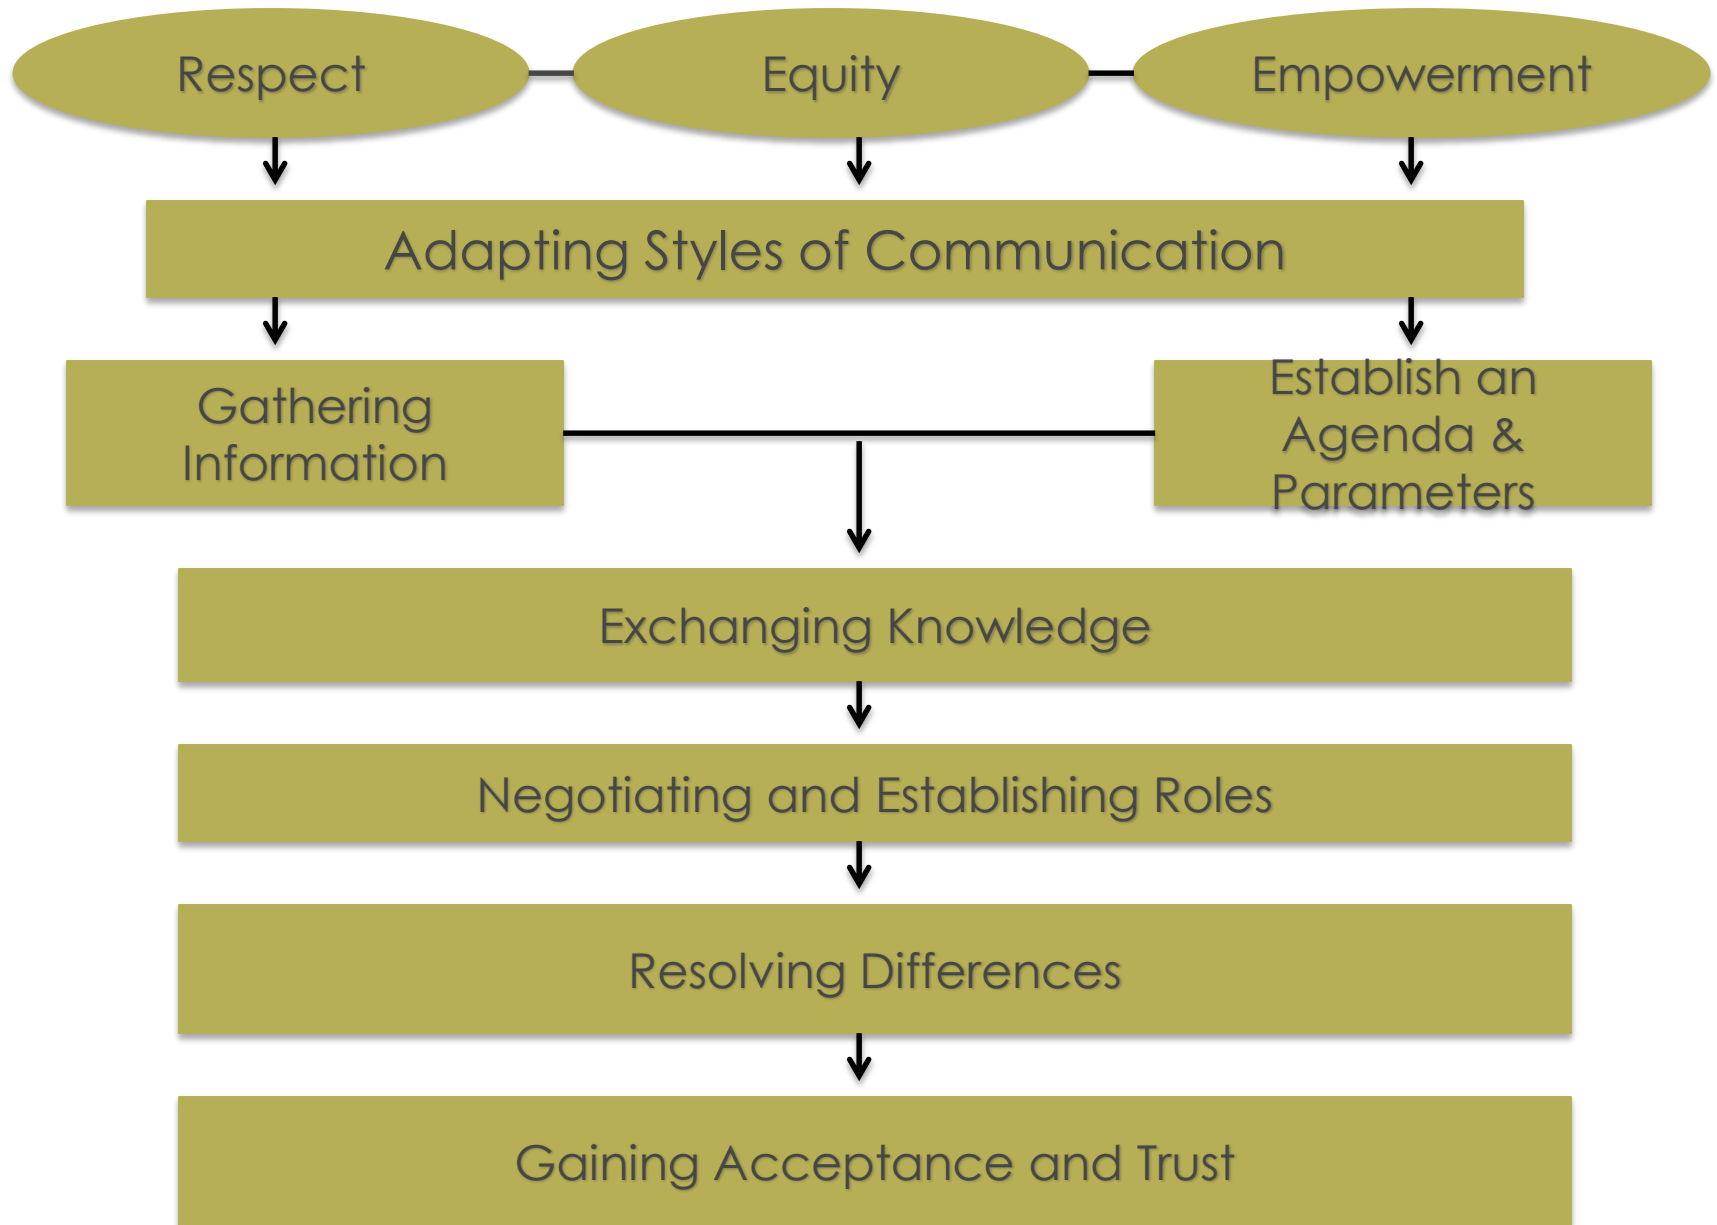 Respect
Equity
Empowerment
Adapting Styles of Communication
Gathering
Information
Establish an
Agenda &
Parameters
Exchanging Knowledge
Negotiating and Establishing Roles
Resolving Differences
Gaining Acceptance and Trust